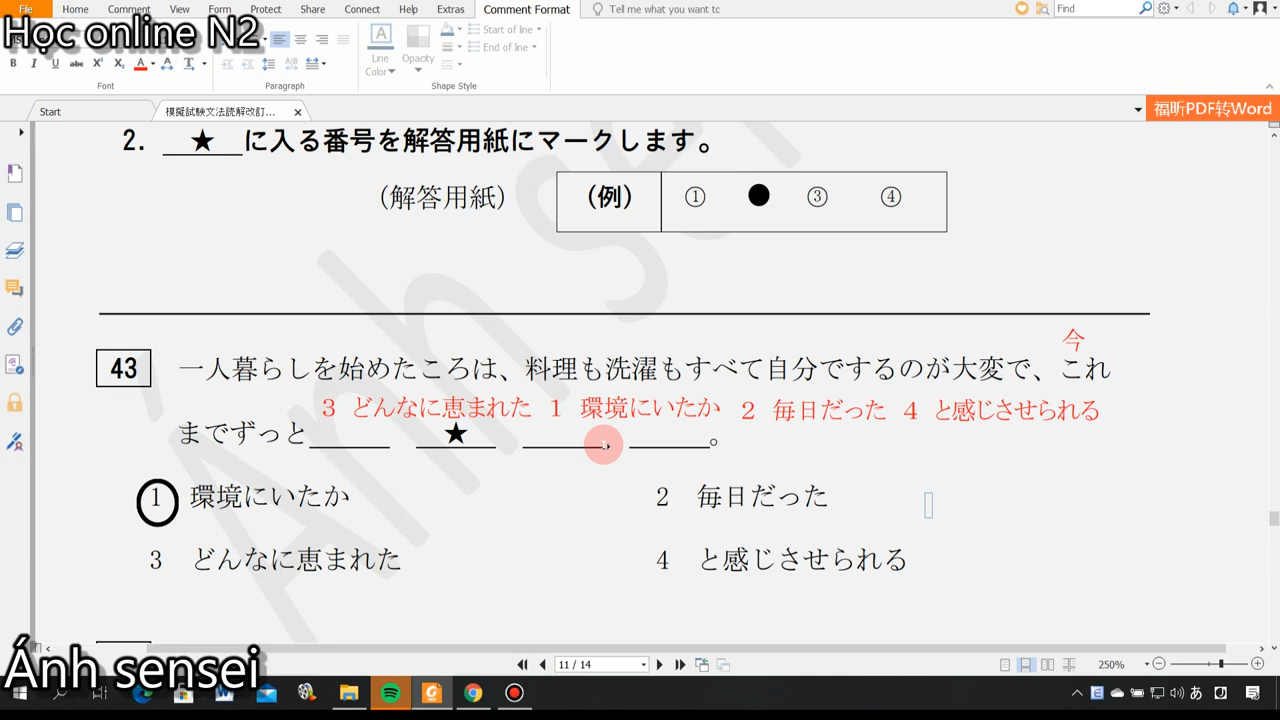 File Home Comment View Form Protect Share Connect Help Extras Comment Format Tell me what you want to Find
Học online N2
B I U abc X² X₂ A T
Line Color Opacity Start of line End of line
Font Paragraph Shape Style
Start 模擬試験文法読解改訂... 福昕PDF转Word
2. ★ に入る番号を解答用紙にマークします。
(解答用紙) (例) ① ● ③ ④
今
43 一人暮らしを始めたころは、料理も洗濯もすべて自分でするのが大変で、これ
3 どんなに恵まれた 1 環境にいたか 2 毎日だった 4 と感じさせられる
までずっと ____ ★ ____ ____。
1 環境にいたか 2 毎日だった
3 どんなに恵まれた 4 と感じさせられる
Ánh sensei
11 / 14 250%
Ánh sensei